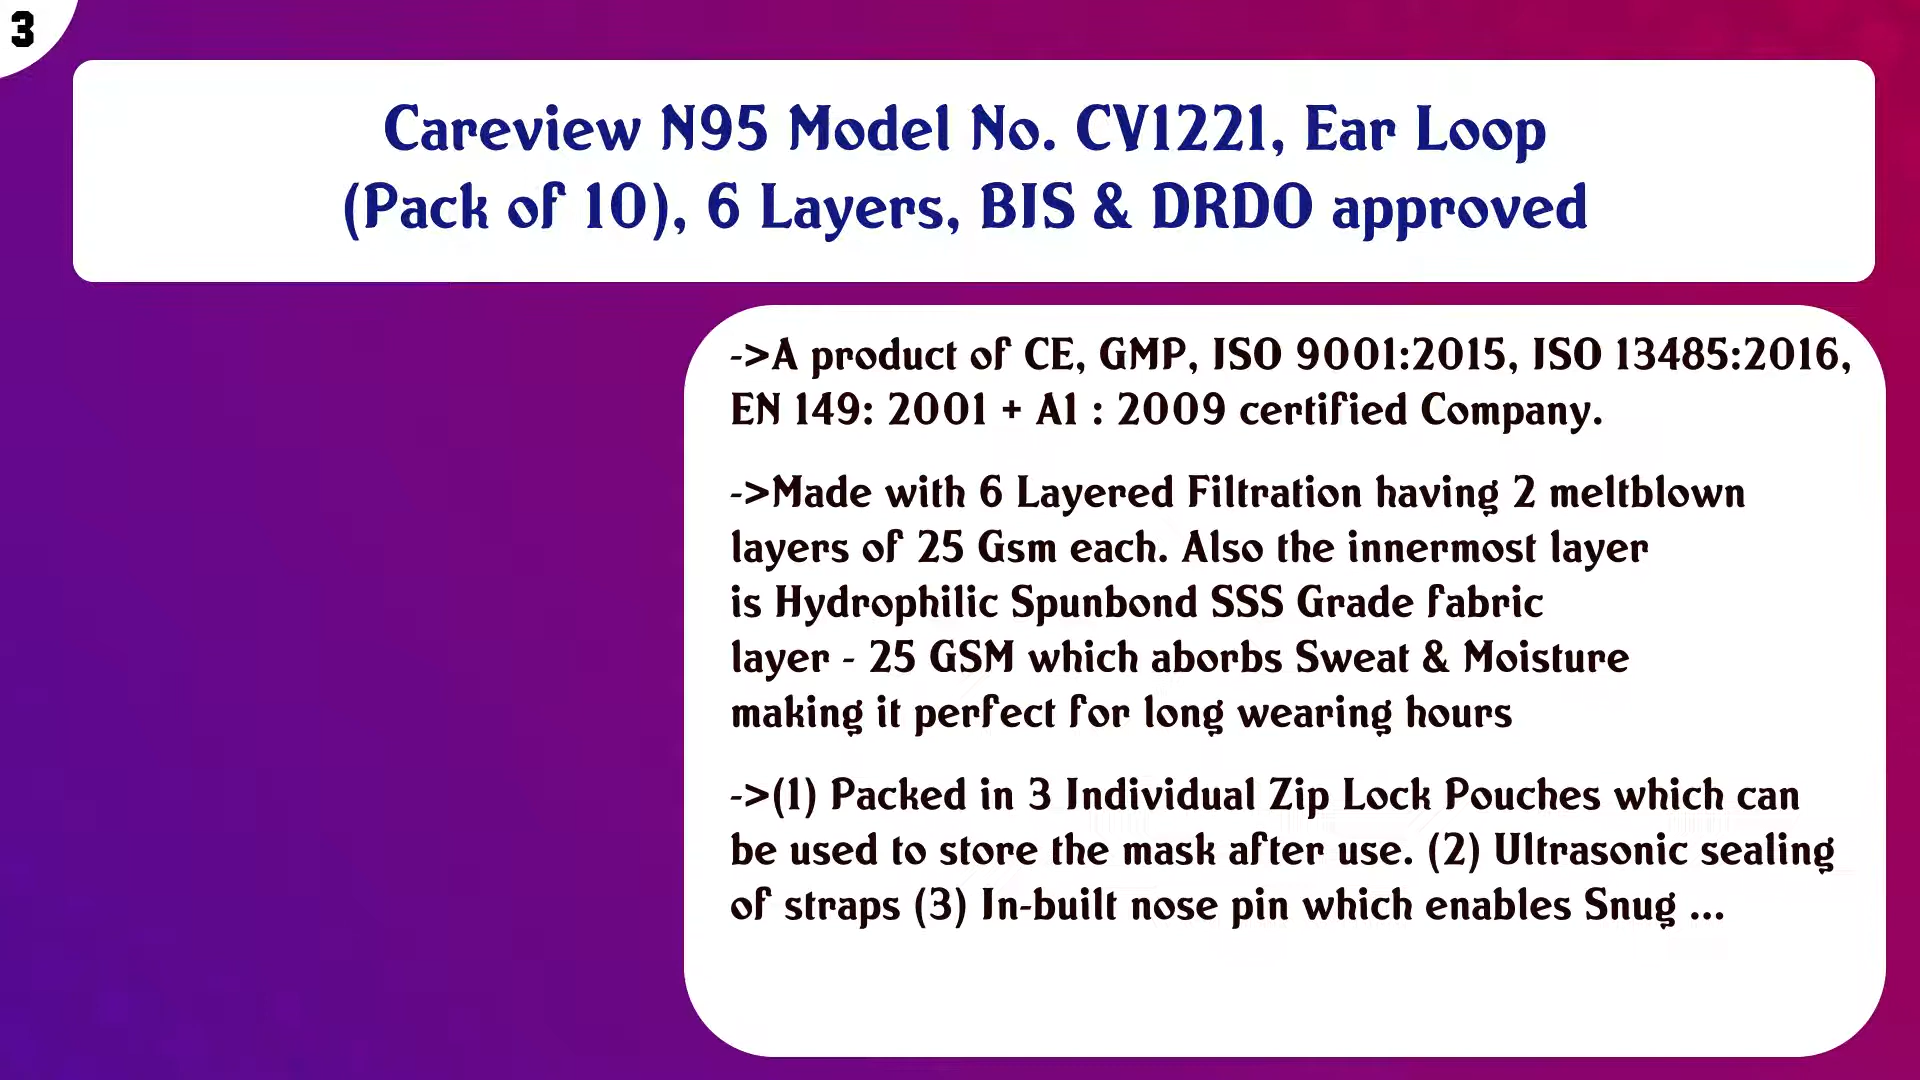 3
Careview N95 Model No. CV1221, Ear Loop
(Pack of 10), 6 Layers, BIS & DRDO approved
->A product of CE, GMP, ISO 9001:2015, ISO 13485:2016,
EN 149: 2001 + A1 : 2009 certified Company.
->Made with 6 Layered Filtration having 2 meltblown
layers of 25 Gsm each. Also the innermost layer
is Hydrophilic Spunbond SSS Grade fabric
layer - 25 GSM which aborbs Sweat & Moisture
making it perfect for long wearing hours
->(1) Packed in 3 Individual Zip Lock Pouches which can
be used to store the mask after use. (2) Ultrasonic sealing
of straps (3) In-built nose pin which enables Snug ...